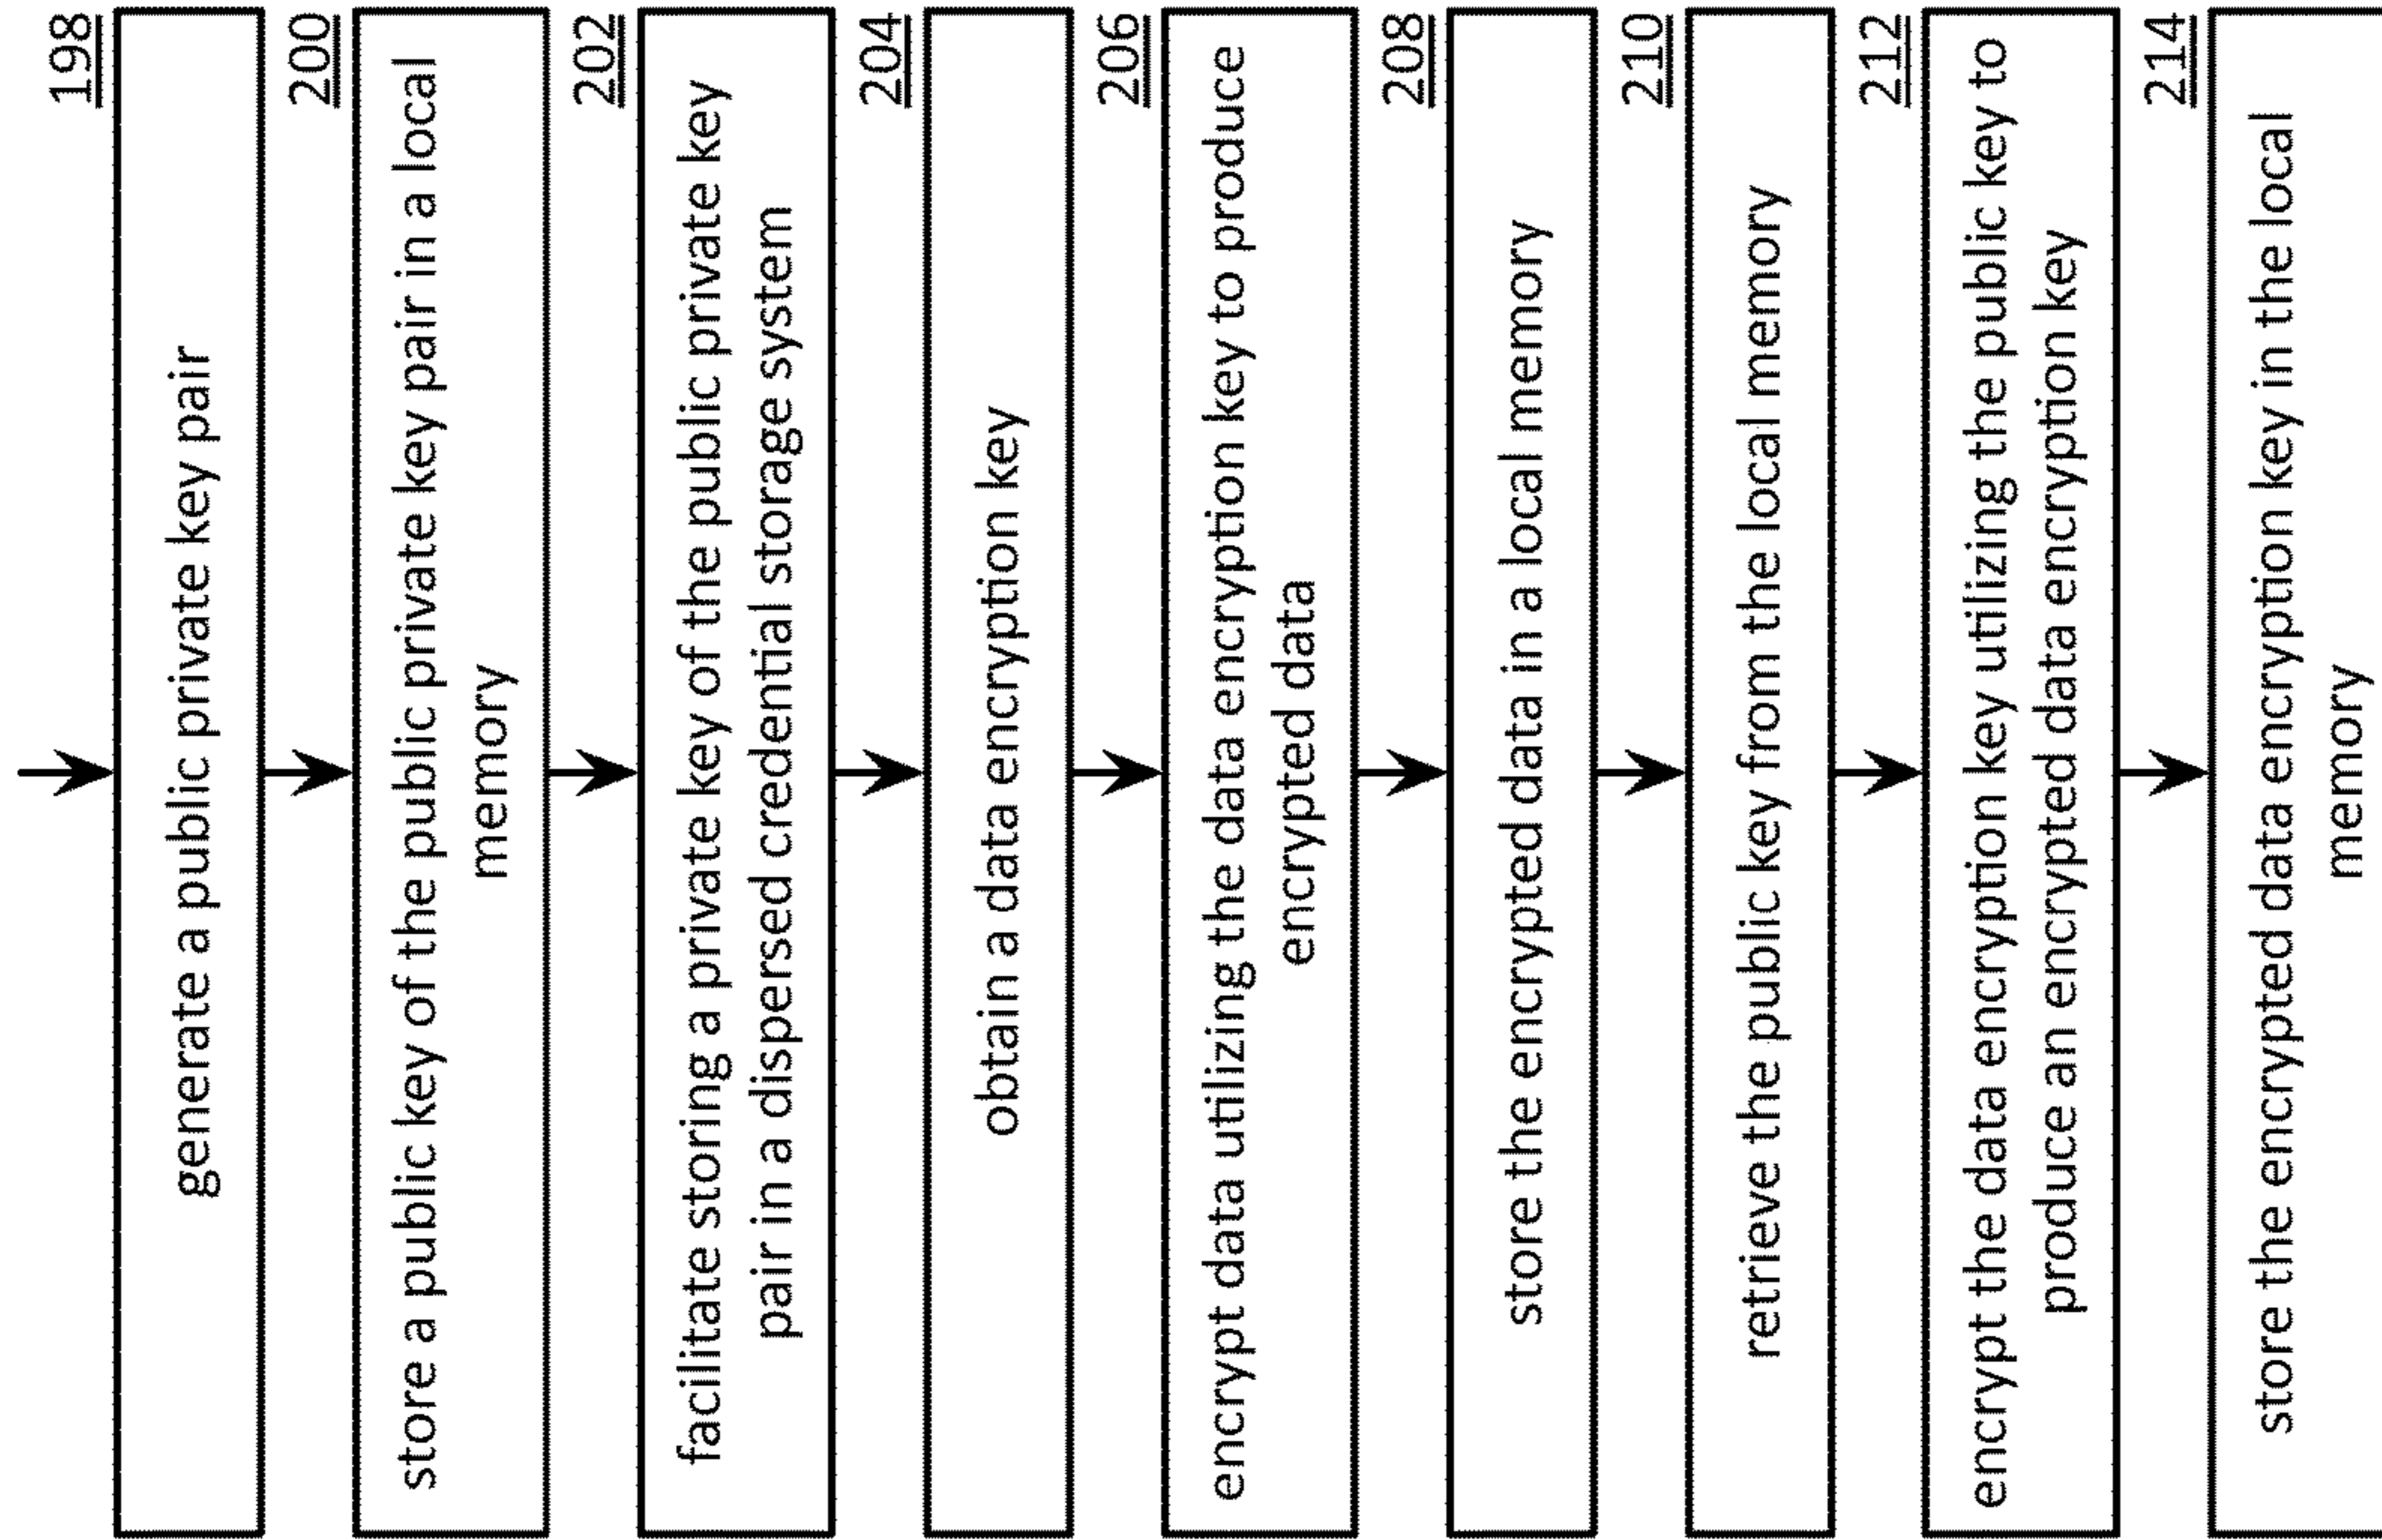 198
generate a public private key pair
200
store a public key of the public private key pair in a local
memory
202
facilitate storing a private key of the public private key
pair in a dispersed credential storage system
204
obtain a data encryption key
206
encrypt data utilizing the data encryption key to produce
encrypted data
208
store the encrypted data in a local memory
210
retrieve the public key from the local memory
212
encrypt the data encryption key utilizing the public key to
produce an encrypted data encryption key
214
store the encrypted data encryption key in the local
memory